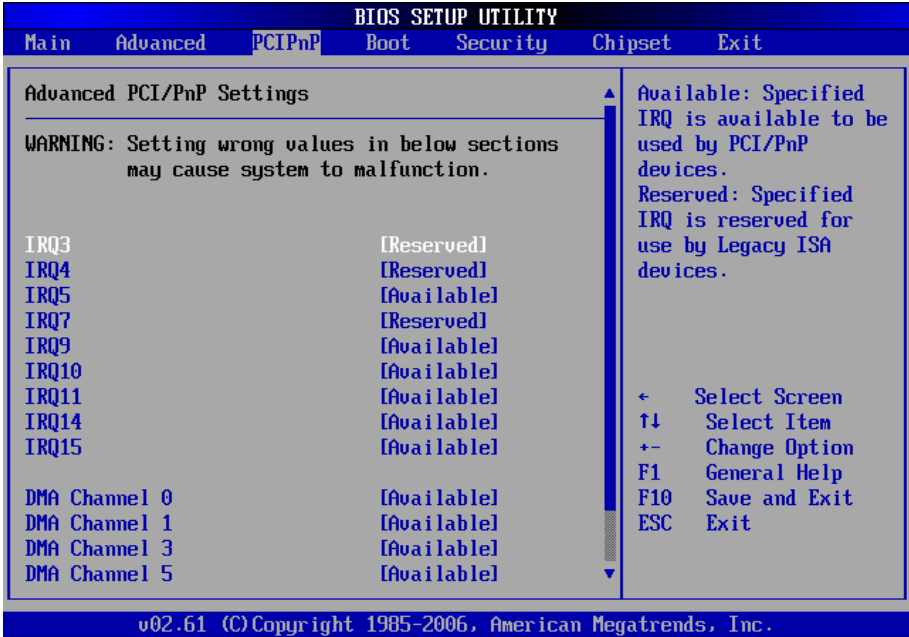 BIOS SETUP UTILITY
Main Advanced PCIPnP Boot Security Chipset Exit
Advanced PCI/PnP Settings
WARNING: Setting wrong values in below sections
may cause system to malfunction.
IRQ3 [Reserved]
IRQ4 [Reserved]
IRQ5 [Available]
IRQ7 [Reserved]
IRQ9 [Available]
IRQ10 [Available]
IRQ11 [Available]
IRQ14 [Available]
IRQ15 [Available]
DMA Channel 0 [Available]
DMA Channel 1 [Available]
DMA Channel 3 [Available]
DMA Channel 5 [Available]
Available: Specified
IRQ is available to be
used by PCI/PnP
devices.
Reserved: Specified
IRQ is reserved for
use by Legacy ISA
devices.
← Select Screen
↑↓ Select Item
+- Change Option
F1 General Help
F10 Save and Exit
ESC Exit
v02.61 (C)Copyright 1985-2006, American Megatrends, Inc.